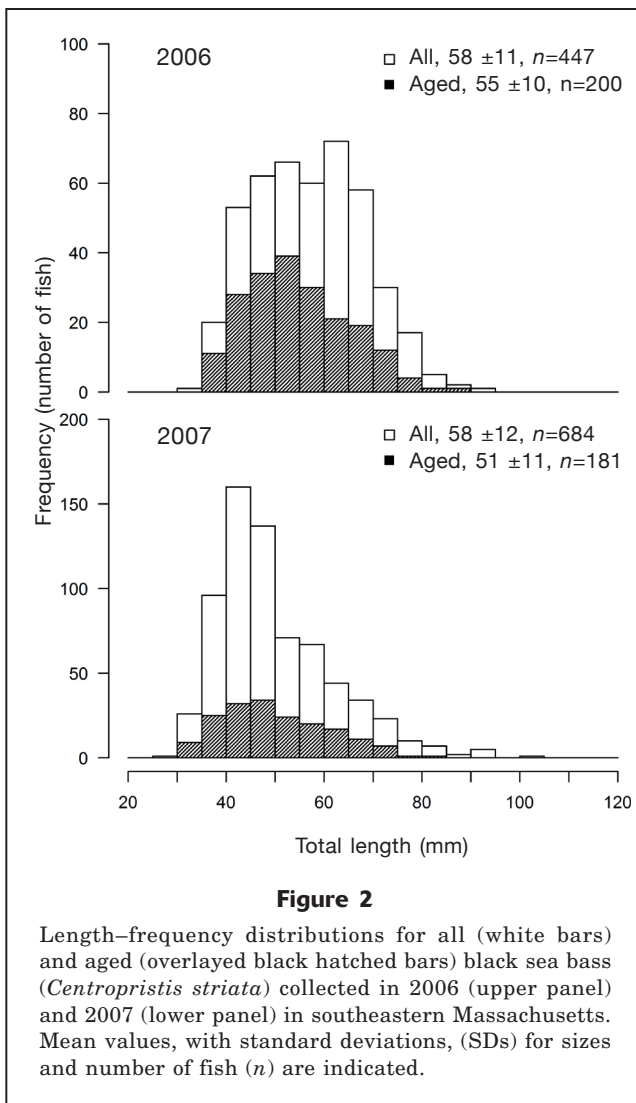 2006
All, 58 ±11, n=447
Aged, 55 ±10, n=200
100
80
60
40
20
0
Frequency (number of fish)
2007
All, 58 ±12, n=684
Aged, 51 ±11, n=181
200
150
100
50
0
20 40 60 80 100 120
Total length (mm)
Figure 2
Length–frequency distributions for all (white bars)
and aged (overlayed black hatched bars) black sea bass
(Centropristis striata) collected in 2006 (upper panel)
and 2007 (lower panel) in southeastern Massachusetts.
Mean values, with standard deviations, (SDs) for sizes
and number of fish (n) are indicated.